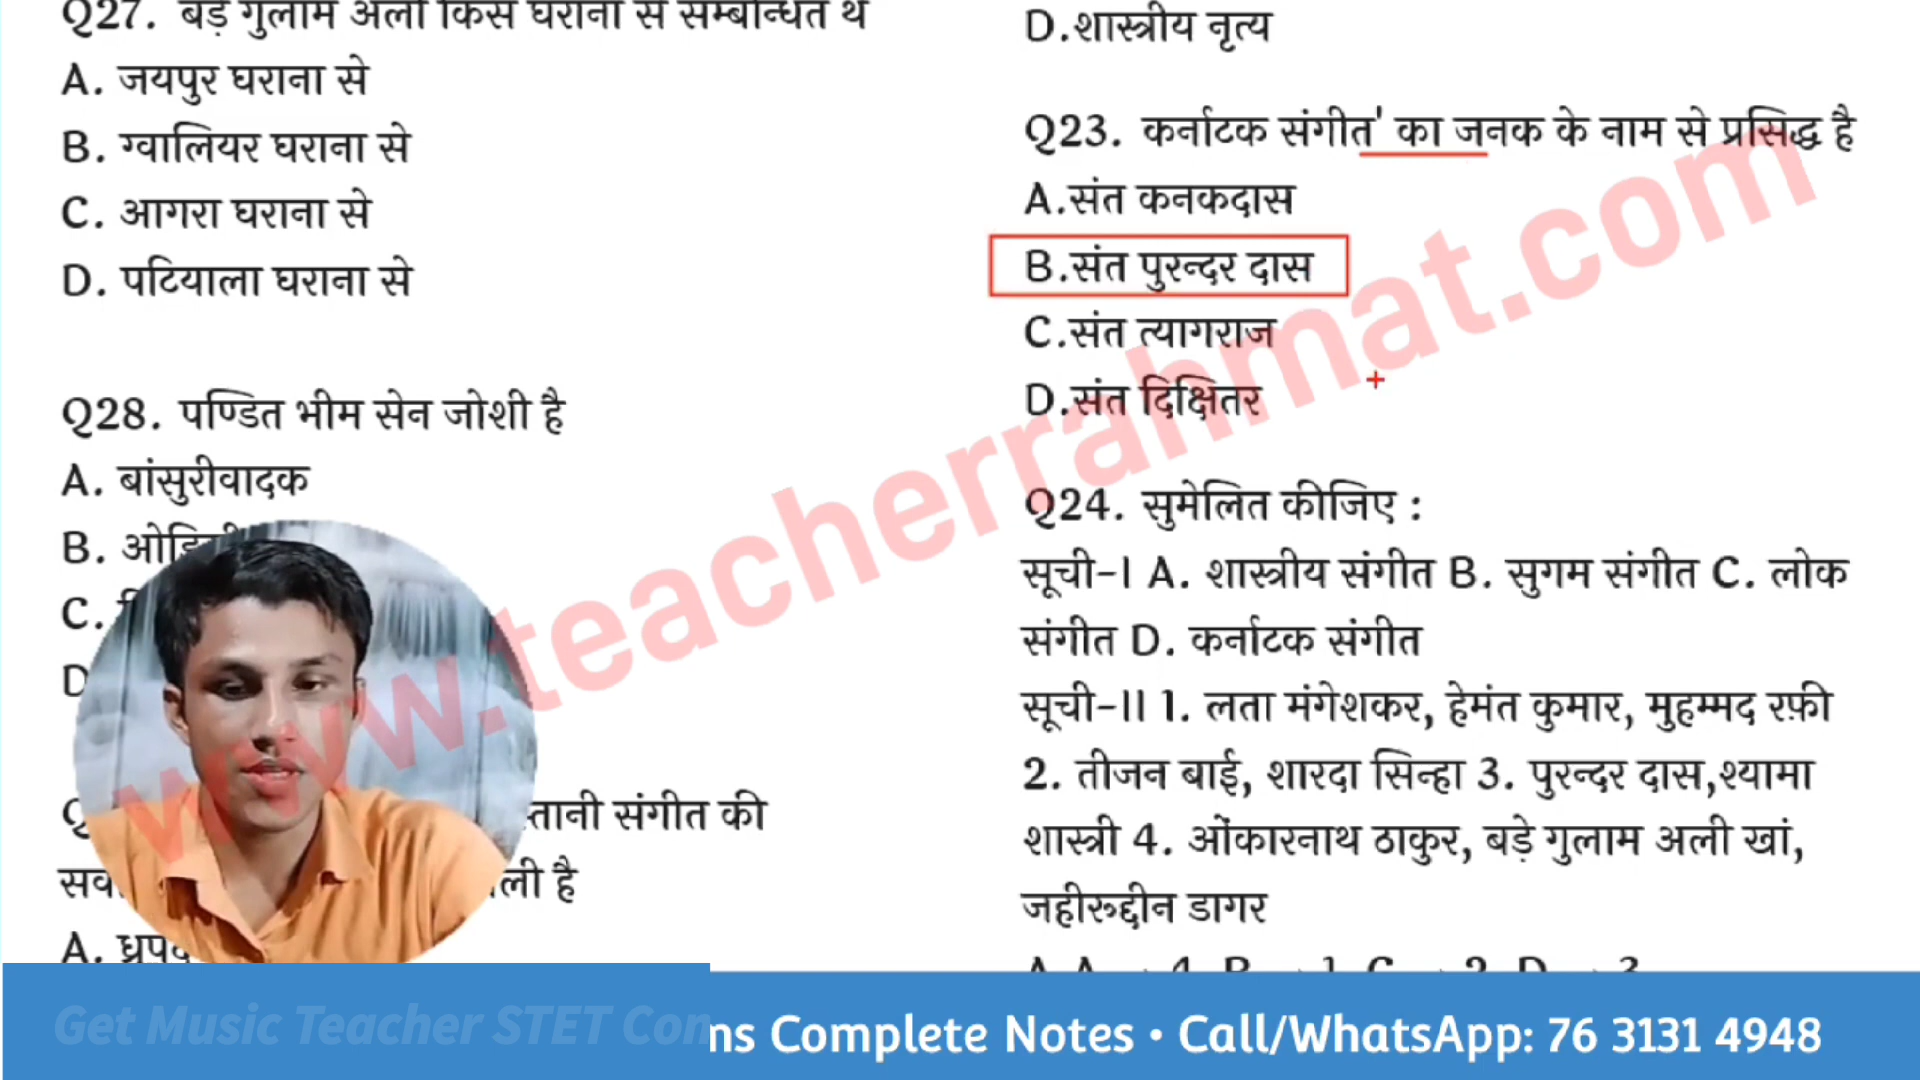 Q27. बड़े गुलाम अली किस घराना से सम्बन्धित थे
A. जयपुर घराना से
B. ग्वालियर घराना से
C. आगरा घराना से
D. पटियाला घराना से
Q28. पण्डित भीम सेन जोशी है
A. बांसुरीवादक
B.
C.
D
स्तानी संगीत की
है
A.
D.शास्त्रीय नृत्य
Q23. कर्नाटक संगीत' का जनक के नाम से प्रसिद्ध है
A.संत कनकदास
B.संत पुरन्दर दास
C.संत त्यागराज
D.संत दिक्षितर
Q24. सुमेलित कीजिए :
सूची-I A. शास्त्रीय संगीत B. सुगम संगीत C. लोक
संगीत D. कर्नाटक संगीत
सूची-II 1. लता मंगेशकर, हेमंत कुमार, मुहम्मद रफ़ी
2. तीजन बाई, शारदा सिन्हा 3. पुरन्दर दास,श्यामा
शास्त्री 4. ओंकारनाथ ठाकुर, बड़े गुलाम अली खां,
जहीरुद्दीन डागर
www.teacherrahmat.com
Get Music Teacher STET Con
ns Complete Notes • Call/WhatsApp: 76 3131 4948